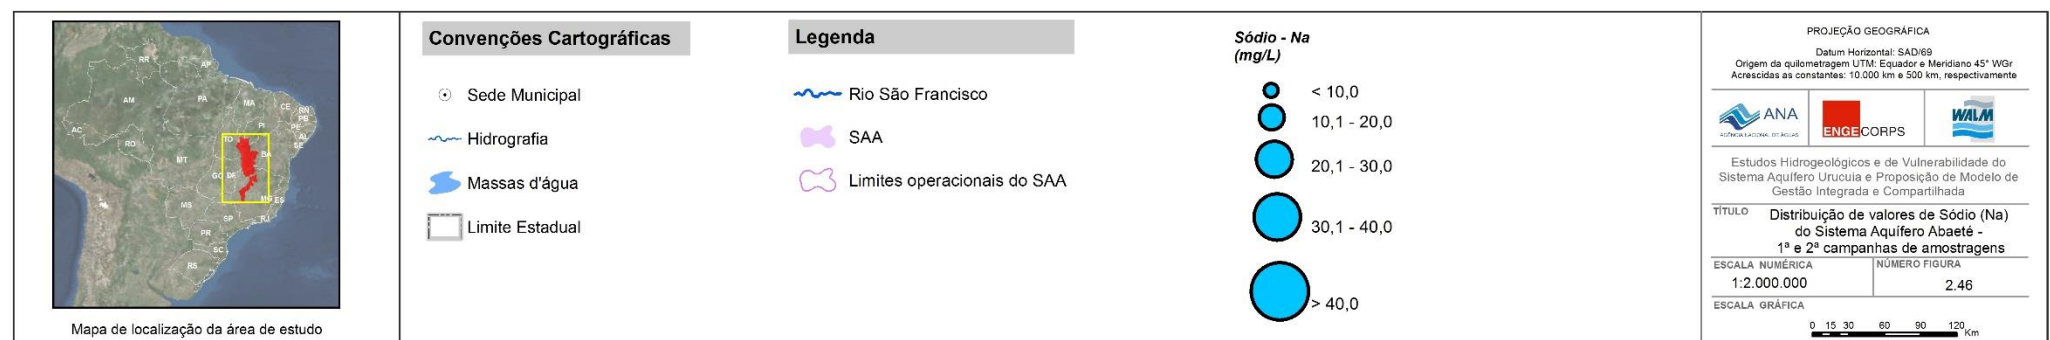 RR
AP
AM
PA
MA
CE
RN
PB
PE
AL
SE
PI
AC
RO
TO
BA
MT
GO
DF
MG
ES
MS
SP
RJ
PR
SC
RS
Mapa de localização da área de estudo
Convenções Cartográficas
Sede Municipal
Hidrografia
Massas d'água
Limite Estadual
Legenda
Rio São Francisco
SAA
Limites operacionais do SAA
Sódio - Na
(mg/L)
< 10,0
10,1 - 20,0
20,1 - 30,0
30,1 - 40,0
> 40,0
PROJEÇÃO GEOGRÁFICA
Datum Horizontal: SAD/69
Origem da quilometragem UTM: Equador e Meridiano 45° WGr
Acrescidas as constantes: 10.000 km e 500 km, respectivamente
ANA
AGÊNCIA NACIONAL DE ÁGUAS
ENGECORPS
WALM
Estudos Hidrogeológicos e de Vulnerabilidade do
Sistema Aquífero Urucuia e Proposição de Modelo de
Gestão Integrada e Compartilhada
TÍTULO
Distribuição de valores de Sódio (Na)
do Sistema Aquífero Abaeté -
1ª e 2ª campanhas de amostragens
ESCALA NUMÉRICA
1:2.000.000
NÚMERO FIGURA
2.46
ESCALA GRÁFICA
0 15 30 60 90 120
Km